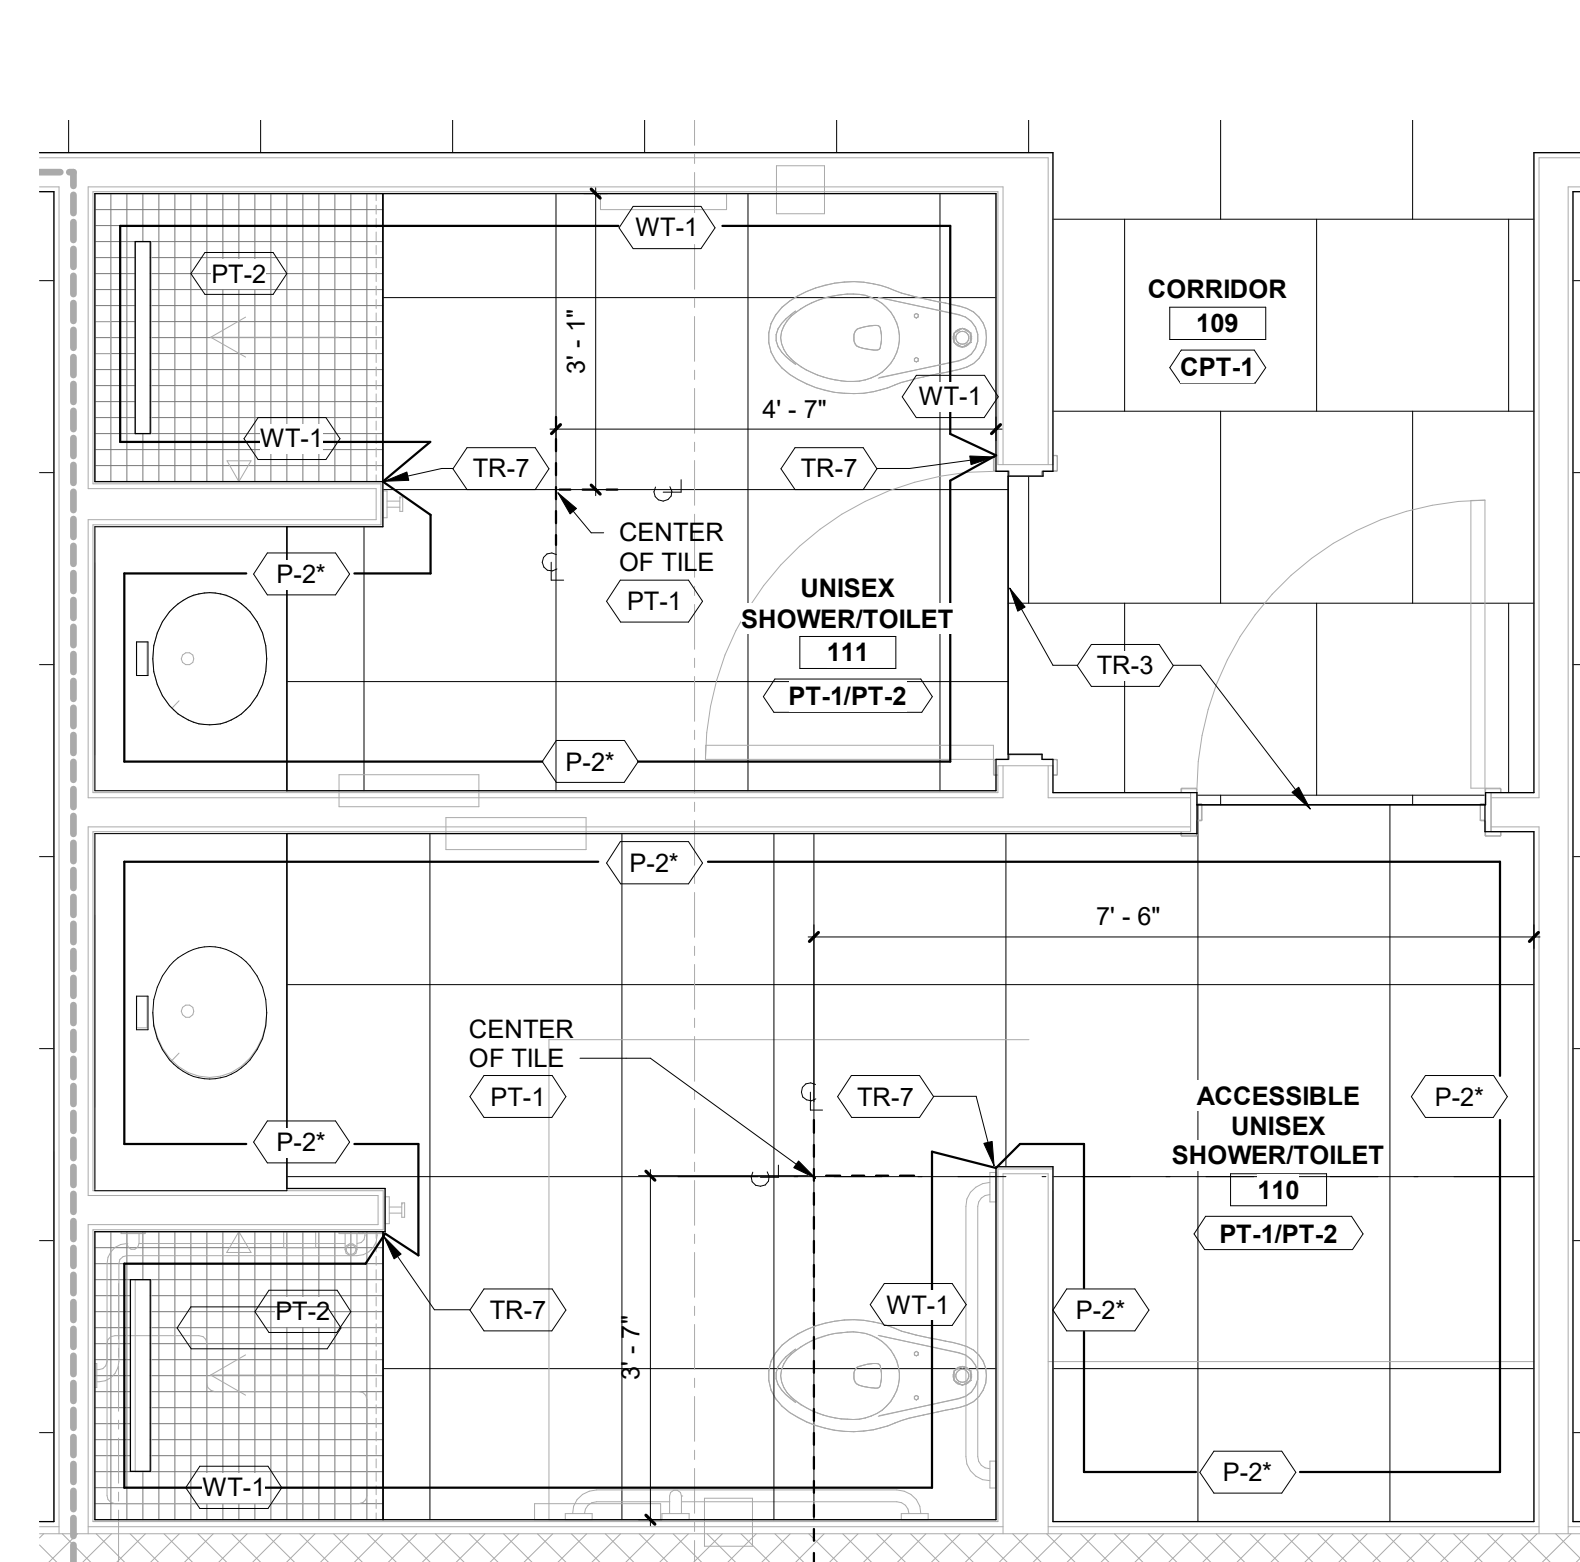 WT-1
PT-2
CORRIDOR
109
CPT-1
3' - 1"
4' - 7"
WT-1
WT-1
TR-7
TR-7
CENTER
OF TILE
PT-1
P-2*
UNISEX
SHOWER/TOILET
111
PT-1/PT-2
TR-3
P-2*
P-2*
7' - 6"
CENTER
OF TILE
PT-1
TR-7
P-2*
ACCESSIBLE
UNISEX
SHOWER/TOILET
110
PT-1/PT-2
P-2*
PT-2
TR-7
3' - 7"
WT-1
P-2*
WT-1
P-2*